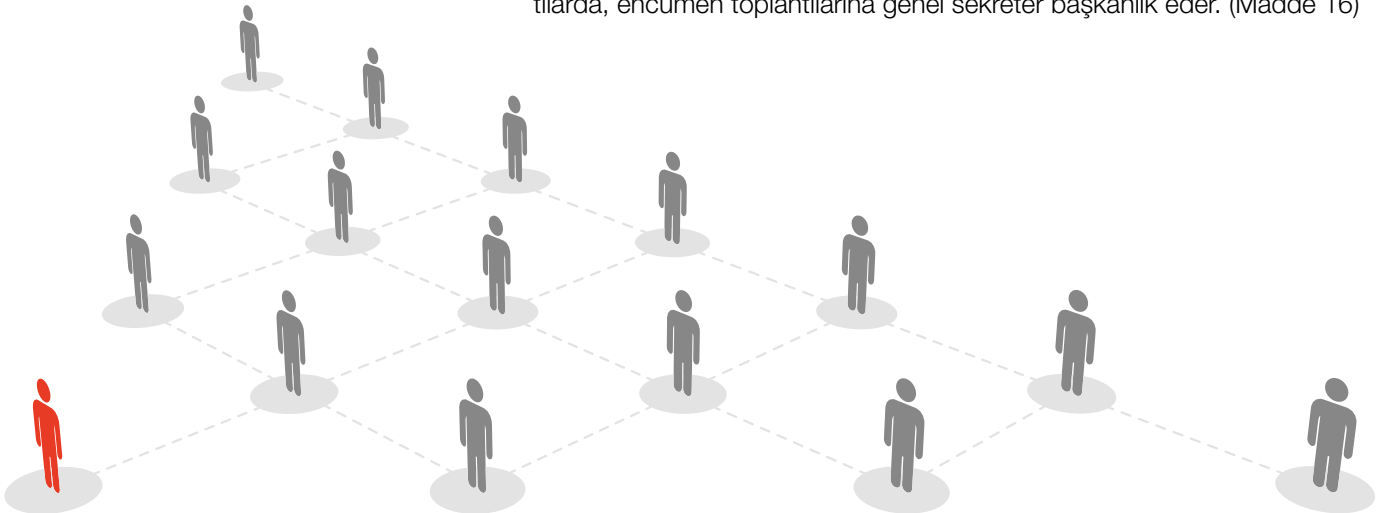 tılarda, encümen toplantılarına genel sekreter başkanlık eder. (Madde 16)